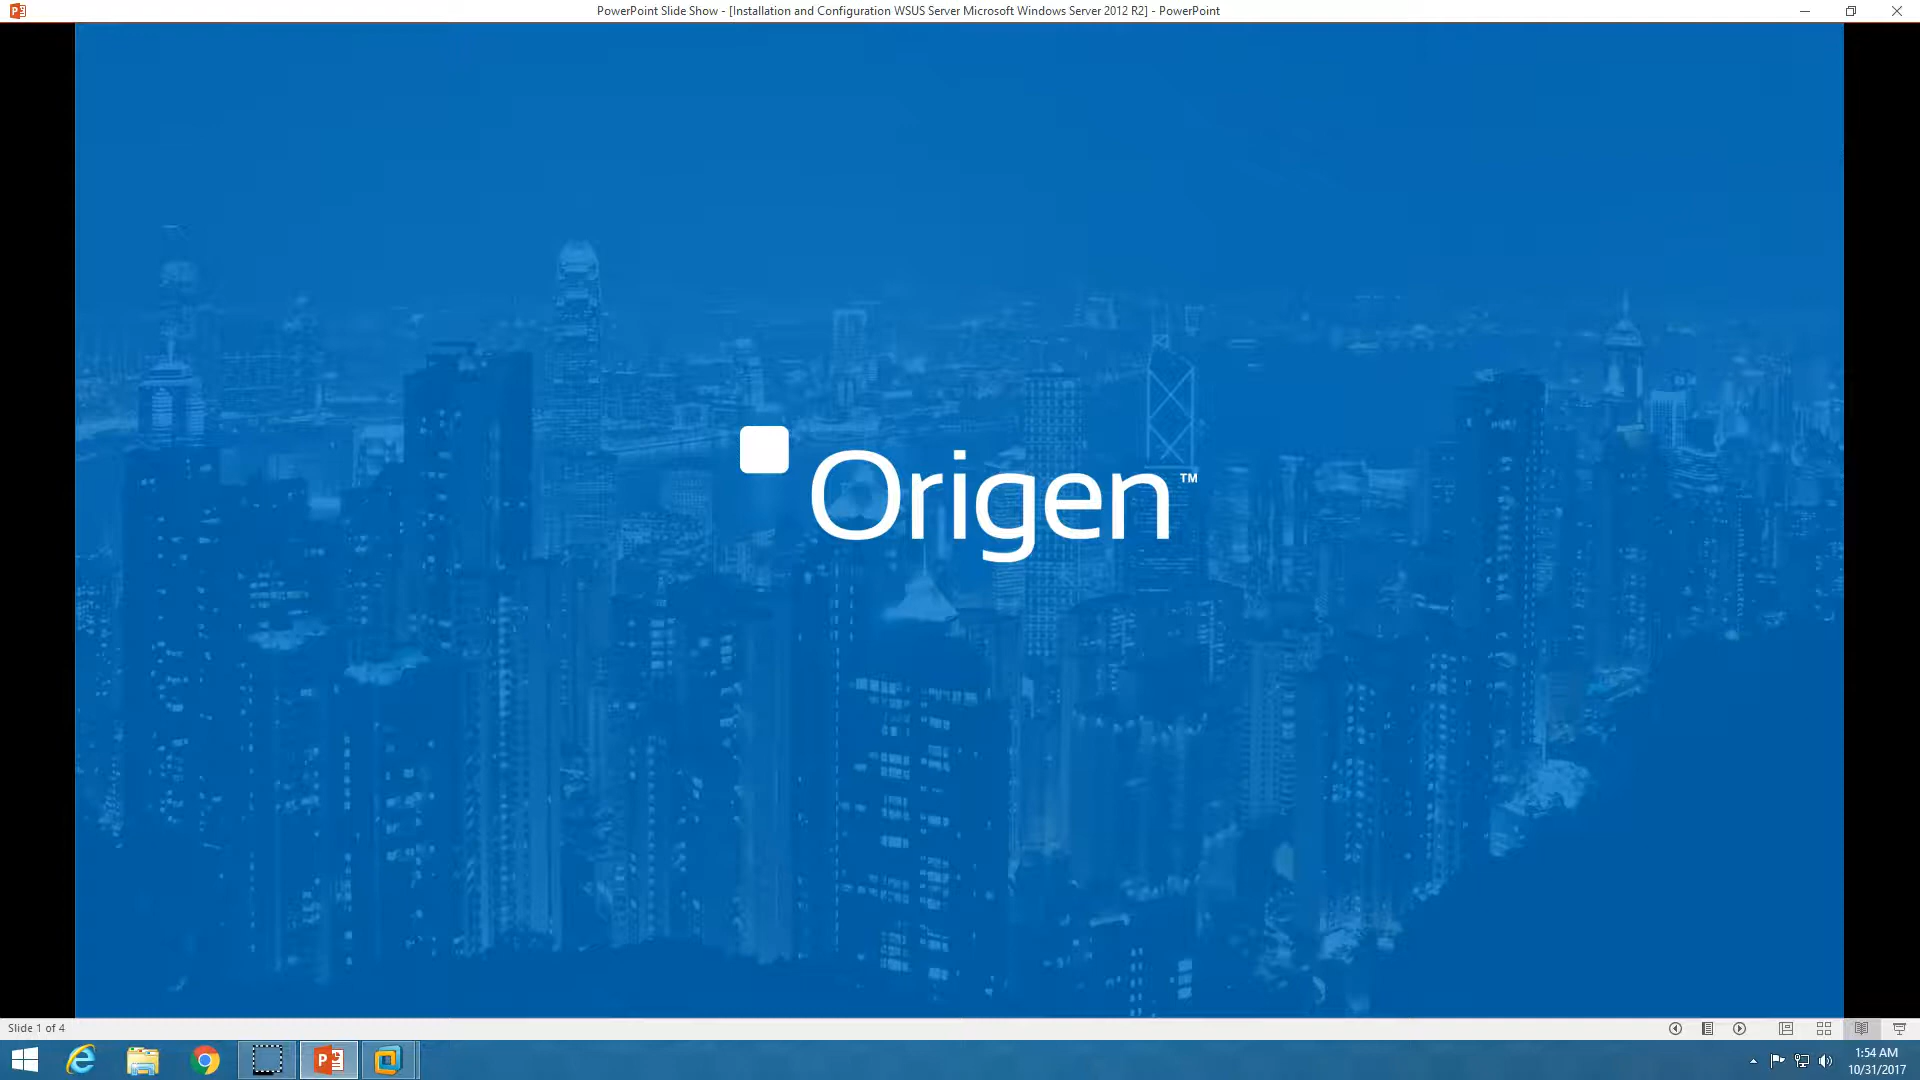 PowerPoint Slide Show - [Installation and Configuration WSUS Server Microsoft Windows Server 2012 R2] - PowerPoint
Origen™
Slide 1 of 4
1:54 AM
10/31/2017